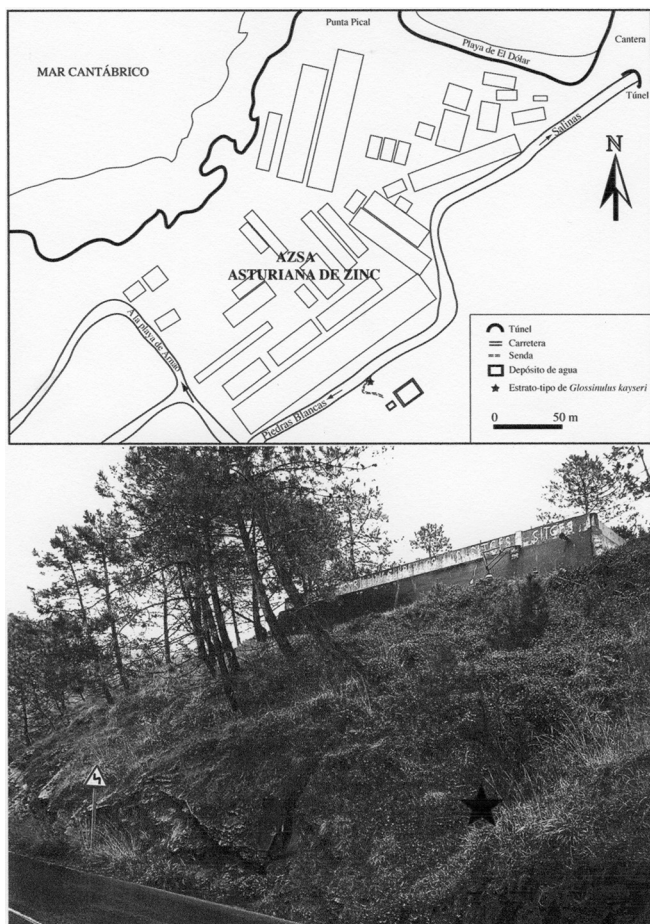 Punta Pical
Cantera
Playa de El Dólar
MAR CANTÁBRICO
Túnel
Salinas
N
AZSA
ASTURIANA DE ZINC
A la playa de Arnao
Piedras Blancas
Túnel
Carretera
Senda
Depósito de agua
Estrato-tipo de Glossinulus kayseri
0 50 m